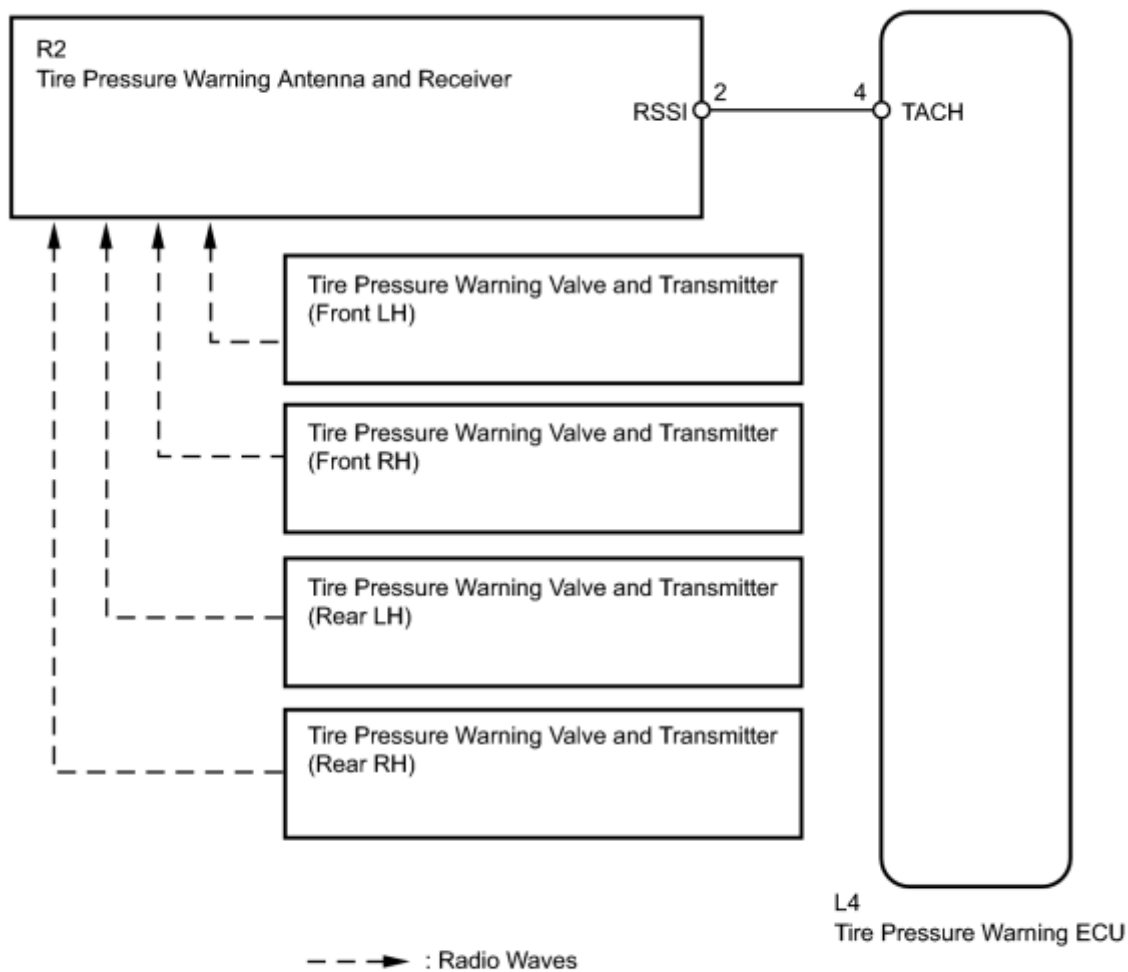 R2
Tire Pressure Warning Antenna and Receiver
RSSI
2
4
TACH
Tire Pressure Warning Valve and Transmitter
(Front LH)
Tire Pressure Warning Valve and Transmitter
(Front RH)
Tire Pressure Warning Valve and Transmitter
(Rear LH)
Tire Pressure Warning Valve and Transmitter
(Rear RH)
L4
Tire Pressure Warning ECU
: Radio Waves